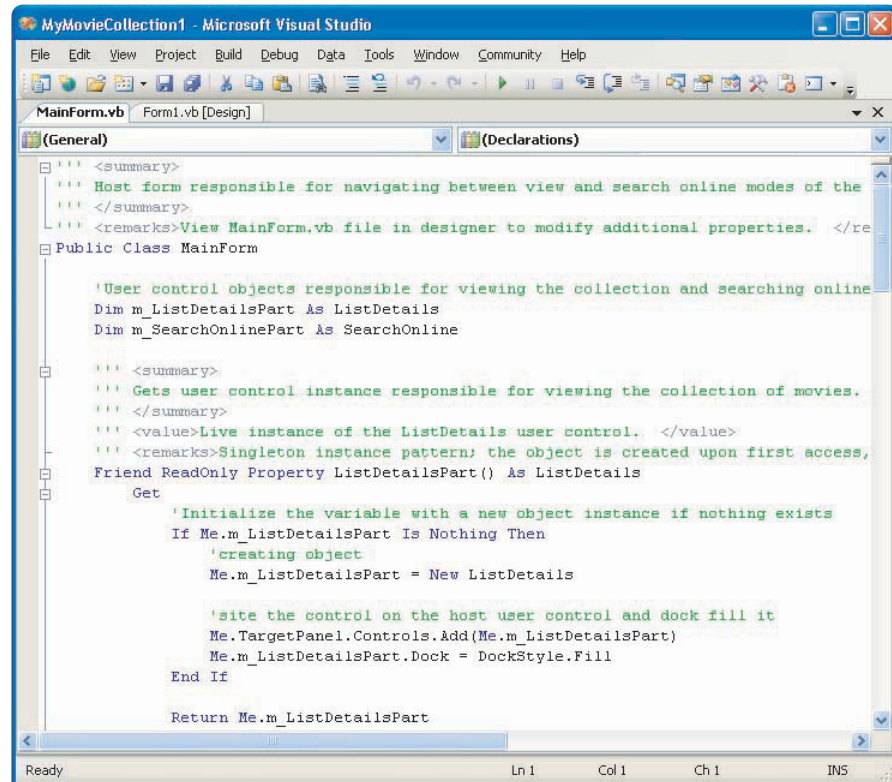 MyMovieCollection1 - Microsoft Visual Studio
File Edit View Project Build Debug Data Tools Window Community Help
MainForm.vb Form1.vb [Design]
(General) (Declarations)
''' <summary>
''' Host form responsible for navigating between view and search online modes of the
''' </summary>
''' <remarks>View MainForm.vb file in designer to modify additional properties.  </re
Public Class MainForm
'User control objects responsible for viewing the collection and searching online
Dim m_ListDetailsPart As ListDetails
Dim m_SearchOnlinePart As SearchOnline
''' <summary>
''' Gets user control instance responsible for viewing the collection of movies.
''' </summary>
''' <value>Live instance of the ListDetails user control.  </value>
''' <remarks>Singleton instance pattern; the object is created upon first access,
Friend ReadOnly Property ListDetailsPart() As ListDetails
Get
'Initialize the variable with a new object instance if nothing exists
If Me.m_ListDetailsPart Is Nothing Then
'creating object
Me.m_ListDetailsPart = New ListDetails
'site the control on the host user control and dock fill it
Me.TargetPanel.Controls.Add(Me.m_ListDetailsPart)
Me.m_ListDetailsPart.Dock = DockStyle.Fill
End If
Return Me.m_ListDetailsPart
Ready Ln 1 Col 1 Ch 1 INS